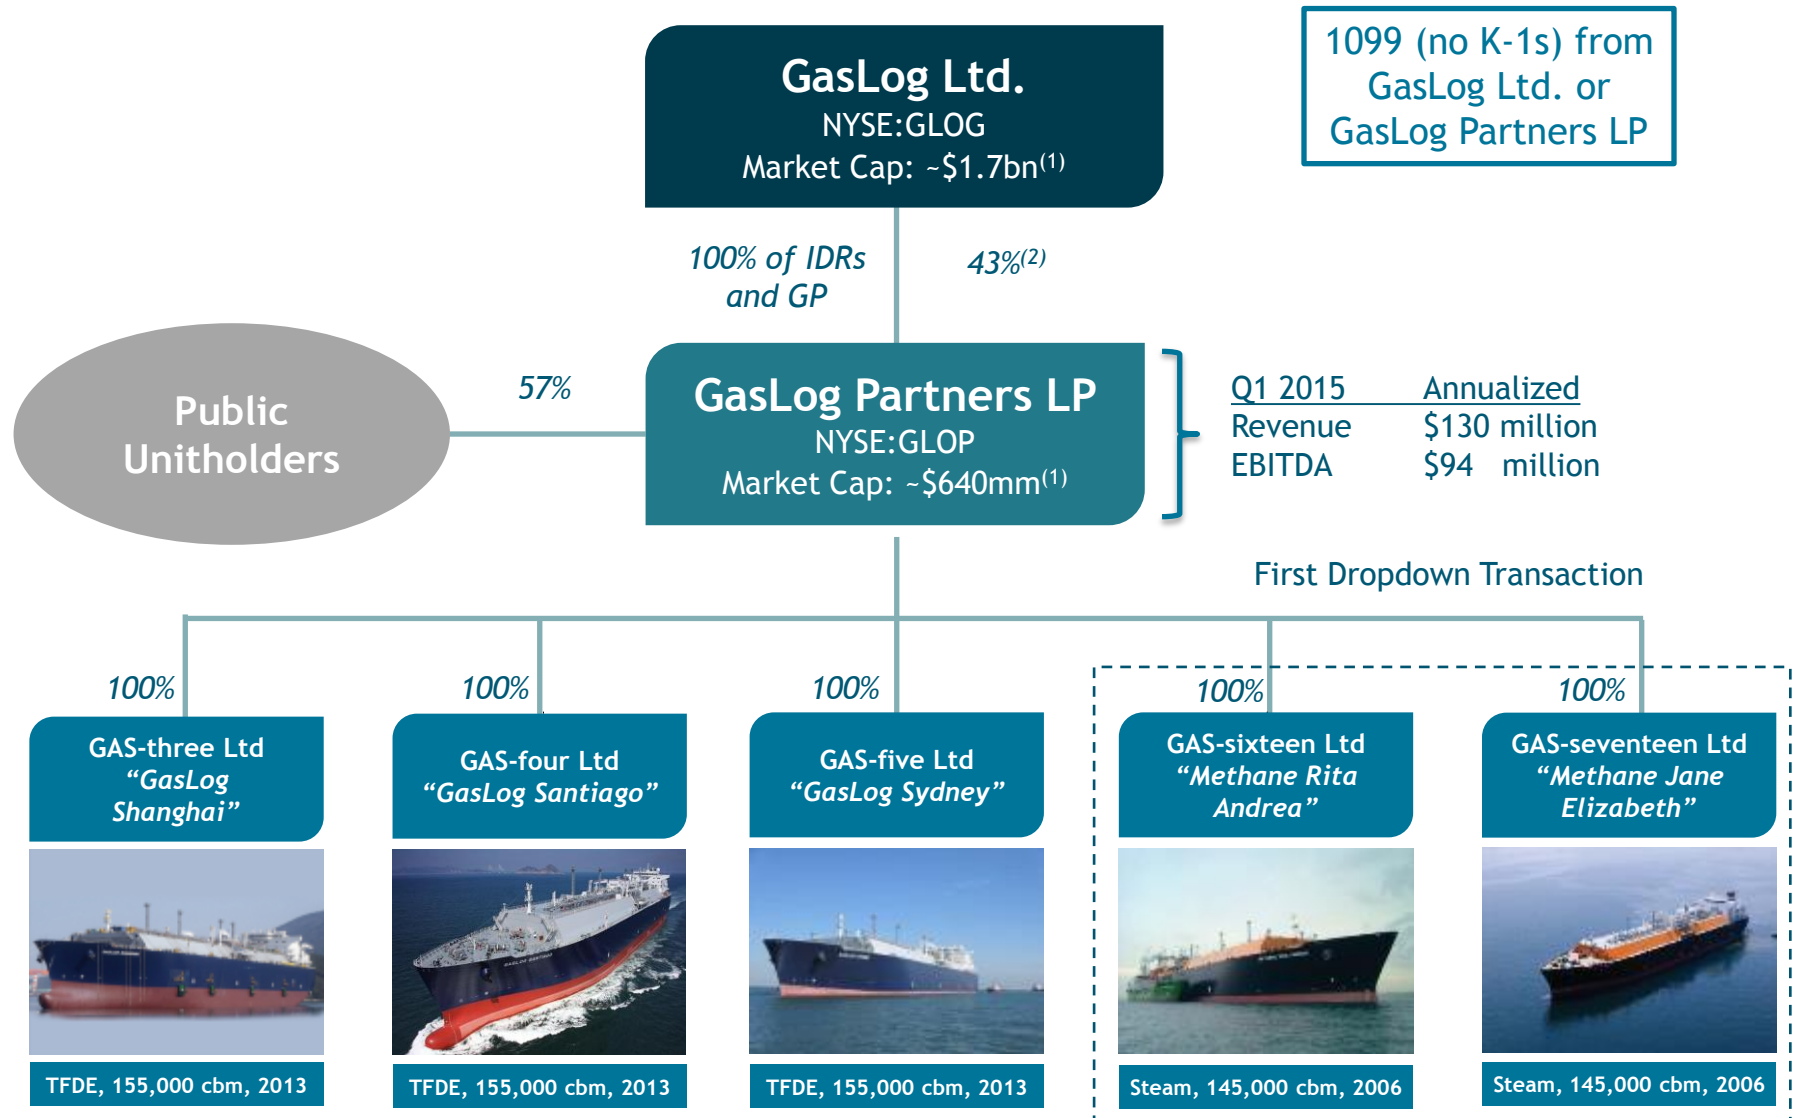 GasLog Ltd.
NYSE:GLOG
Market Cap: ~$1.7bn(1)
1099 (no K-1s) from
GasLog Ltd. or
GasLog Partners LP
100% of IDRs
and GP
43%(2)
Public
Unitholders
57%
GasLog Partners LP
NYSE:GLOP
Market Cap: ~$640mm(1)
Q1 2015 Annualized
Revenue $130 million
EBITDA $94 million
First Dropdown Transaction
100%
100%
100%
100%
100%
GAS-three Ltd
“GasLog
Shanghai”
GAS-four Ltd
“GasLog Santiago”
GAS-five Ltd
“GasLog Sydney”
GAS-sixteen Ltd
“Methane Rita
Andrea”
GAS-seventeen Ltd
“Methane Jane
Elizabeth”
GASLOG SANTIAGO
TFDE, 155,000 cbm, 2013
TFDE, 155,000 cbm, 2013
TFDE, 155,000 cbm, 2013
Steam, 145,000 cbm, 2006
Steam, 145,000 cbm, 2006